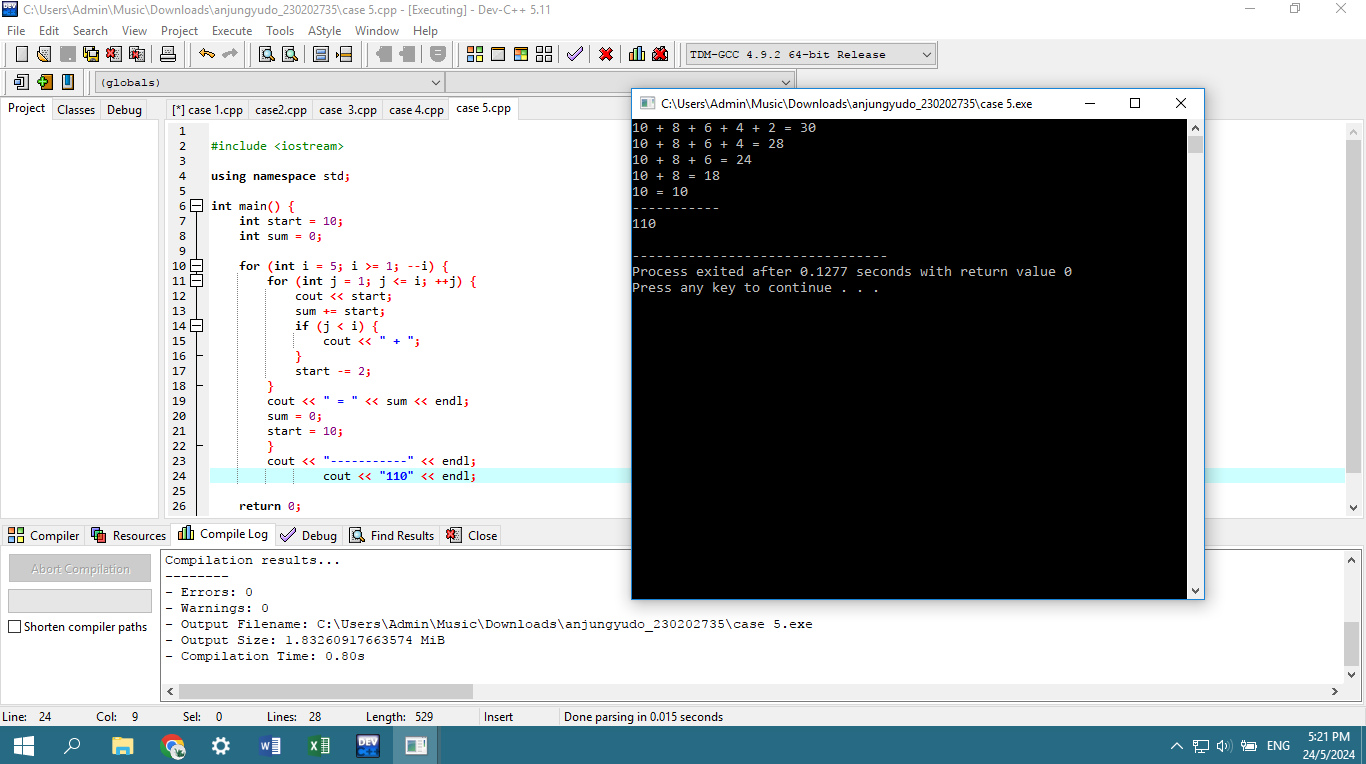 C:\Users\Admin\Music\Downloads\anjungyudo_230202735\case 5.cpp - [Executing] - Dev-C++ 5.11
File Edit Search View Project Execute Tools AStyle Window Help
TDM-GCC 4.9.2 64-bit Release
(globals)
Project Classes Debug
[*] case 1.cpp case2.cpp case 3.cpp case 4.cpp case 5.cpp
1
2 #include <iostream>
3
4 using namespace std;
5
6 int main() {
7 int start = 10;
8 int sum = 0;
9
10 for (int i = 5; i >= 1; --i) {
11 for (int j = 1; j <= i; ++j) {
12 cout << start;
13 sum += start;
14 if (j < i) {
15 cout << " + ";
16 }
17 start -= 2;
18 }
19 cout << " = " << sum << endl;
20 sum = 0;
21 start = 10;
22 }
23 cout << "-----------" << endl;
24 cout << "110" << endl;
25
26 return 0;
C:\Users\Admin\Music\Downloads\anjungyudo_230202735\case 5.exe
10 + 8 + 6 + 4 + 2 = 30
10 + 8 + 6 + 4 = 28
10 + 8 + 6 = 24
10 + 8 = 18
10 = 10
-----------
110
--------------------------------
Process exited after 0.1277 seconds with return value 0
Press any key to continue . . .
Compiler Resources Compile Log Debug Find Results Close
Abort Compilation
Shorten compiler paths
Compilation results...
--------
- Errors: 0
- Warnings: 0
- Output Filename: C:\Users\Admin\Music\Downloads\anjungyudo_230202735\case 5.exe
- Output Size: 1.83260917663574 MiB
- Compilation Time: 0.80s
Line: 24 Col: 9 Sel: 0 Lines: 28 Length: 529 Insert Done parsing in 0.015 seconds
DEV
ENG
5:21 PM
24/5/2024